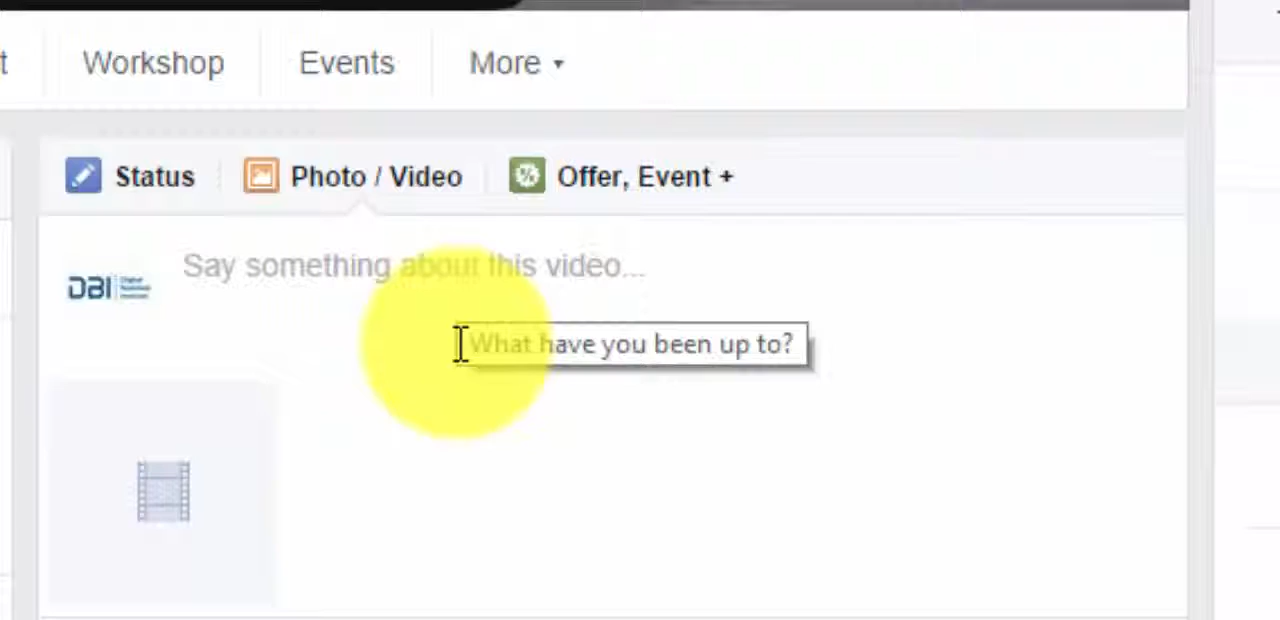 t
Workshop
Events
More
Status
Photo / Video
Offer, Event +
Say something about this video...
DBI
What have you been up to?